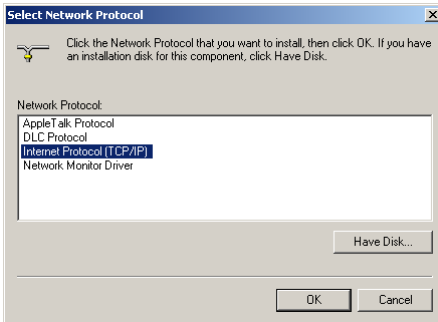 Select Network Protocol
Click the Network Protocol that you want to install, then click OK. If you have
an installation disk for this component, click Have Disk.
Network Protocol:
AppleTalk Protocol
DLC Protocol
Internet Protocol (TCP/IP)
Network Monitor Driver
Have Disk...
OK
Cancel